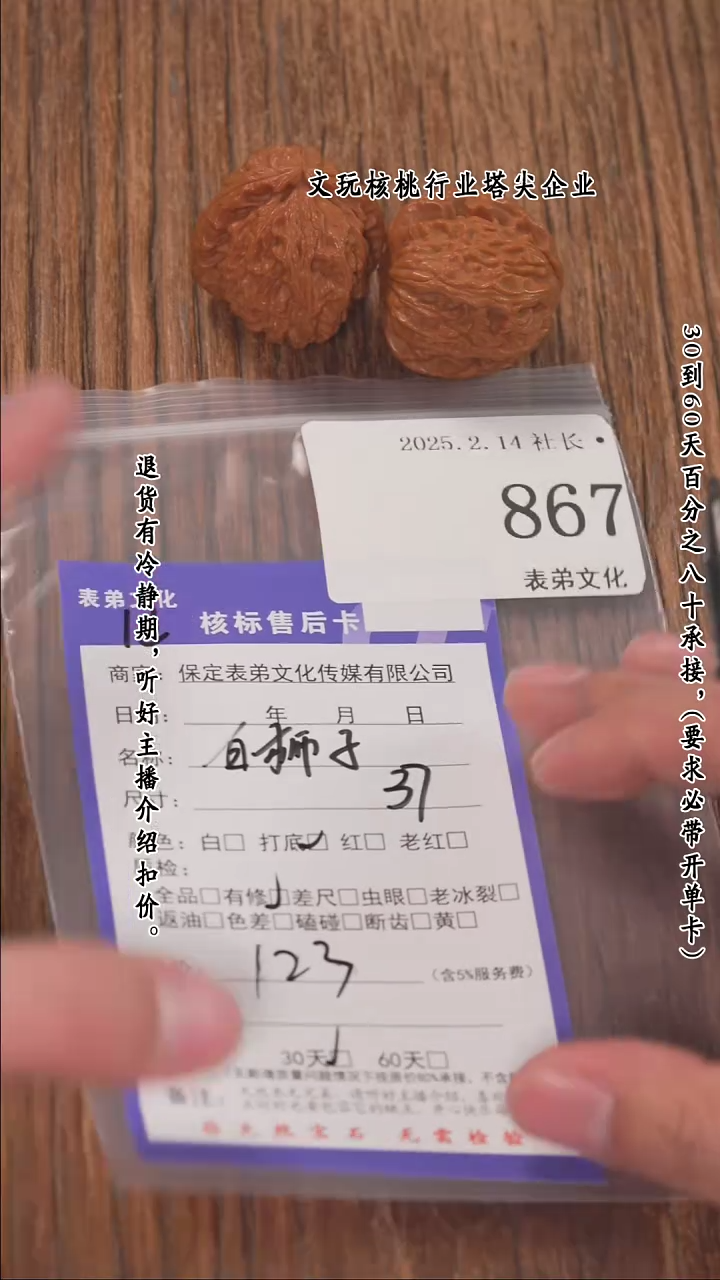 文玩核桃行业塔尖企业
30到60天百分之八十承接，（要求必带开单卡）
退货有冷静期，听好主播介绍扣价。
2025.2.14 社长·
867
表弟文化
表弟文化
核标售后卡
商家：保定表弟文化传媒有限公司
日期： 年 月 日
名称：白狮子
尺寸：37
颜色：白□ 打底□ 红□ 老红□
质检：
全品□有修□差尺□虫眼□老冰裂□
返油□色差□磕碰□断齿□黄□
123 （含5%服务费）
30天□ 60天□
备注：
无需检验